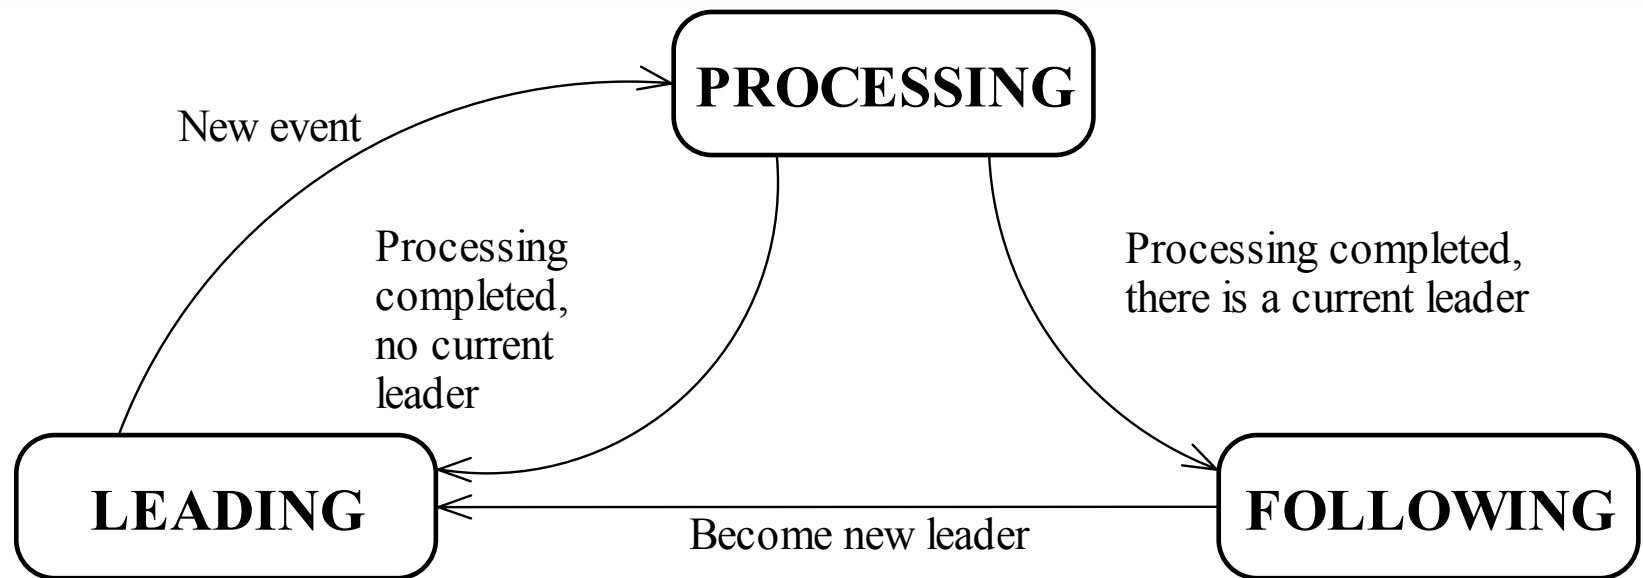 PROCESSING
New event
Processing
completed,
no current
leader
Processing completed,
there is a current leader
LEADING
FOLLOWING
Become new leader